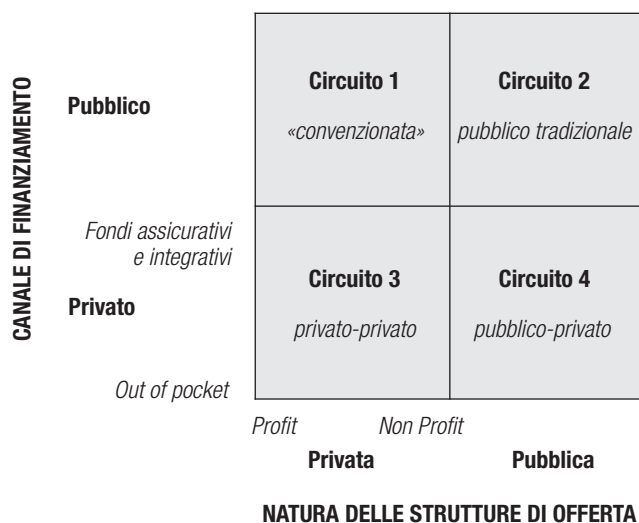 CANALE DI FINANZIAMENTO
Pubblico
Circuito 1
«convenzionata»
Circuito 2
pubblico tradizionale
Fondi assicurativi
e integrativi
Privato
Out of pocket
Circuito 3
privato-privato
Circuito 4
pubblico-privato
Profit
Non Profit
Privata
Pubblica
NATURA DELLE STRUTTURE DI OFFERTA